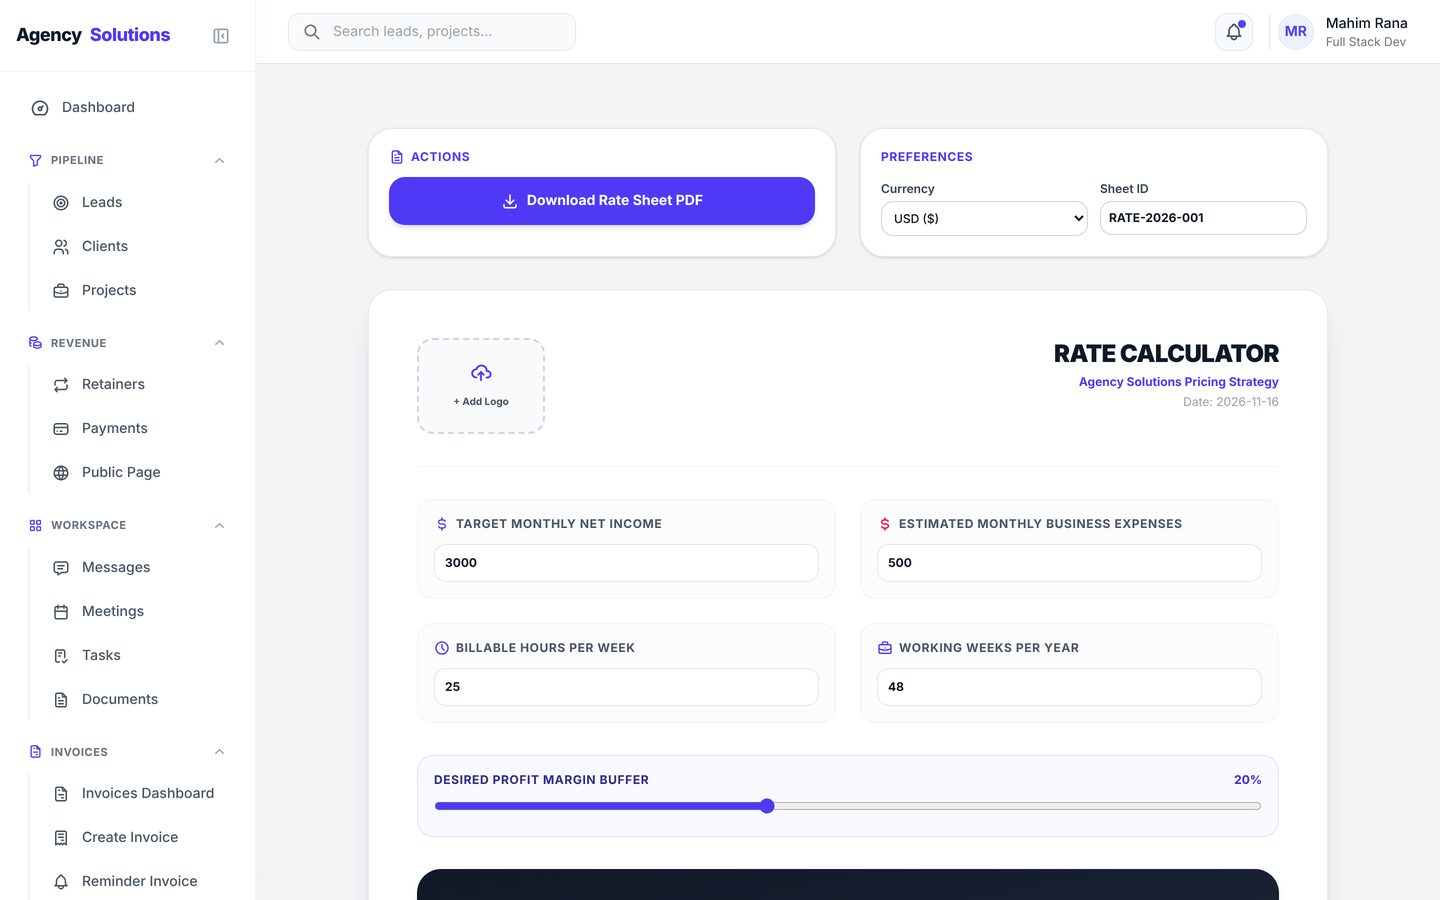 Agency Solutions
Search leads, projects...
MR
Mahim Rana
Full Stack Dev
Dashboard
PIPELINE
Leads
Clients
Projects
REVENUE
Retainers
Payments
Public Page
WORKSPACE
Messages
Meetings
Tasks
Documents
INVOICES
Invoices Dashboard
Create Invoice
Reminder Invoice
ACTIONS
Download Rate Sheet PDF
PREFERENCES
Currency
USD ($)
Sheet ID
RATE-2026-001
+ Add Logo
RATE CALCULATOR
Agency Solutions Pricing Strategy
Date: 2026-11-16
TARGET MONTHLY NET INCOME
3000
ESTIMATED MONTHLY BUSINESS EXPENSES
500
BILLABLE HOURS PER WEEK
25
WORKING WEEKS PER YEAR
48
DESIRED PROFIT MARGIN BUFFER
20%